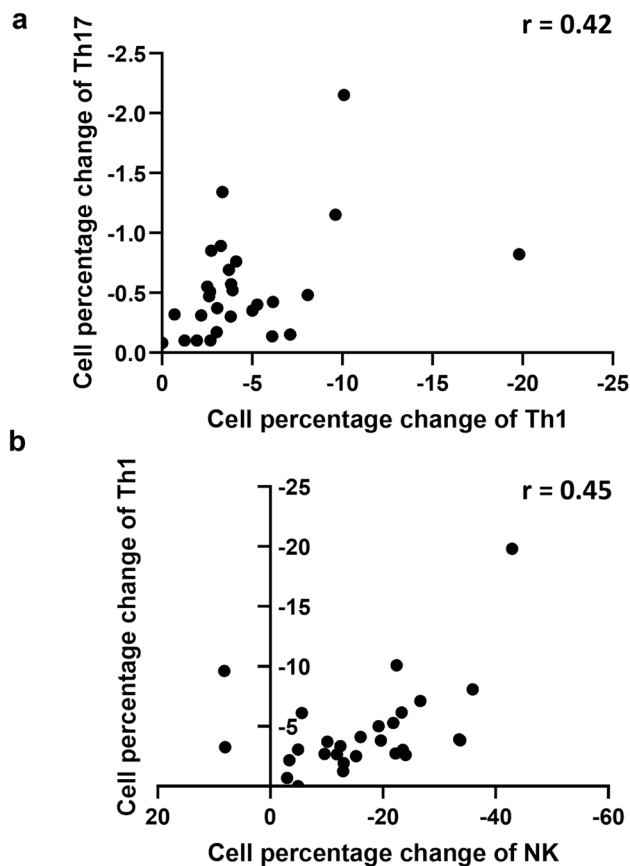 a
r = 0.42
Cell percentage change of Th17
-2.5
-2.0
-1.5
-1.0
-0.5
0.0
0 -5 -10 -15 -20 -25
Cell percentage change of Th1
b
r = 0.45
Cell percentage change of Th1
-25
-20
-15
-10
-5
20 0 -20 -40 -60
Cell percentage change of NK